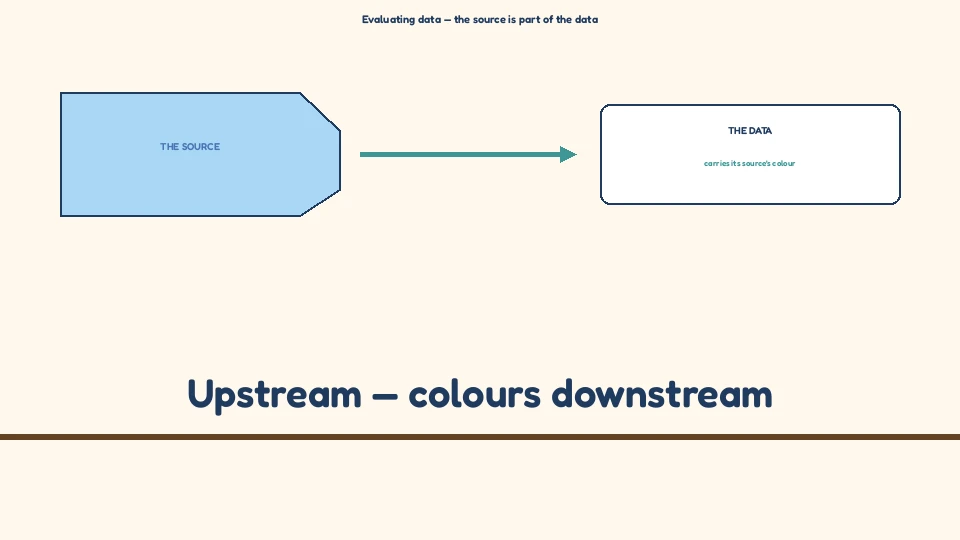 Evaluating data — the source is part of the data
THE SOURCE
THE DATA
carries its source's colour
Upstream — colours downstream